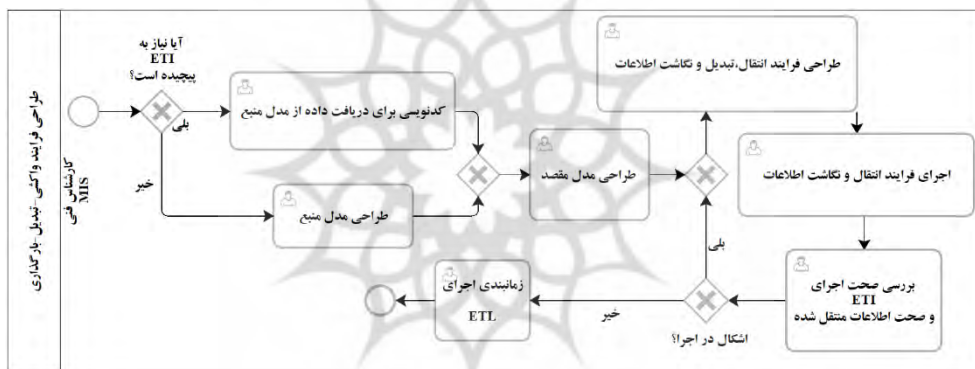 طراحی فرایند واکشی-تبدیل-بارگذاری
کارشناس فنی
MIS
آیا نیاز به
ETI
پیچیده است؟
بلی
خیر
کدنویسی برای دریافت داده از مدل منبع
طراحی مدل منبع
طراحی مدل مقصد
طراحی فرایند انتقال،تبدیل و نگاشت اطلاعات
اجرای فرایند انتقال و نگاشت اطلاعات
بررسی صحت اجرای
ETI
و صحت اطلاعات منتقل شده
اشکال در اجرا؟
بلی
خیر
زمانبندی اجرای
ETL